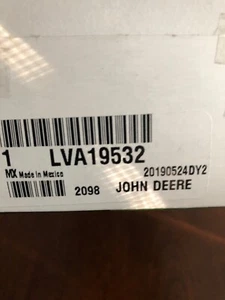 1 LVA19532
MX Made in Mexico 20190524DY2
2098 JOHN DEERE